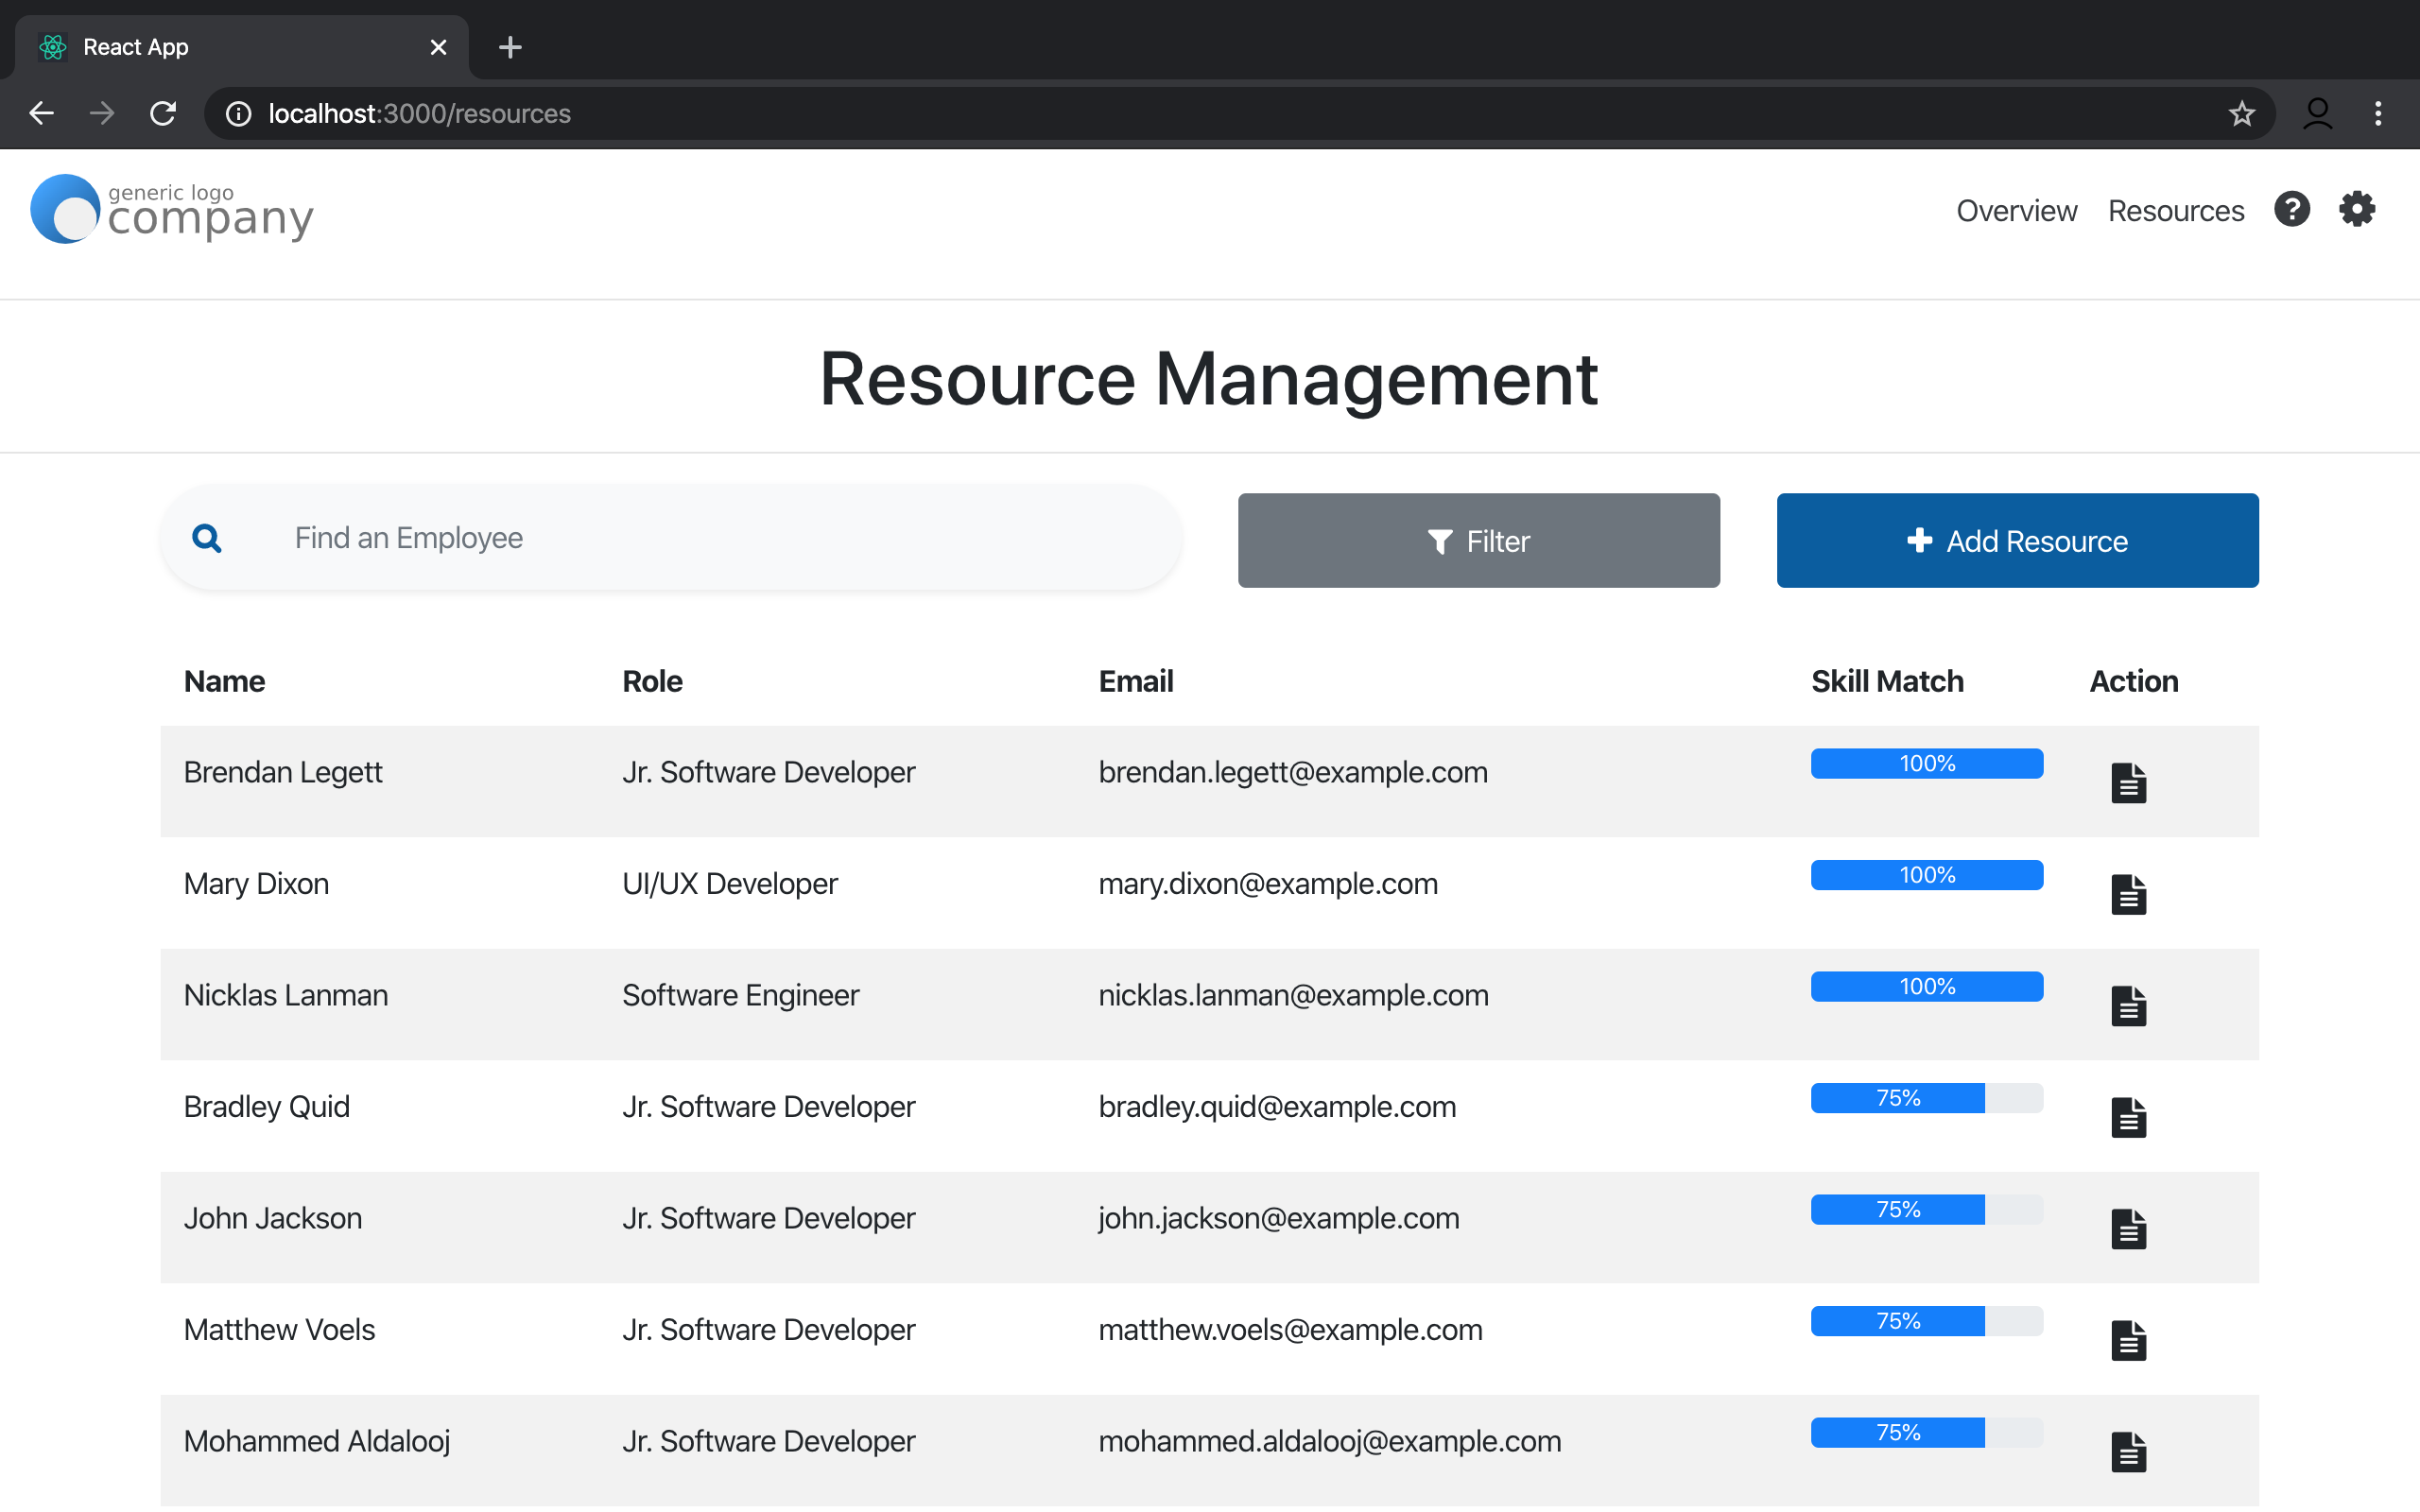 React App
localhost:3000/resources
generic logo
company
Overview Resources
Resource Management
Find an Employee Filter Add Resource
Name Role Email Skill Match Action
Brendan Legett Jr. Software Developer brendan.legett@example.com 100%
Mary Dixon UI/UX Developer mary.dixon@example.com 100%
Nicklas Lanman Software Engineer nicklas.lanman@example.com 100%
Bradley Quid Jr. Software Developer bradley.quid@example.com 75%
John Jackson Jr. Software Developer john.jackson@example.com 75%
Matthew Voels Jr. Software Developer matthew.voels@example.com 75%
Mohammed Aldalooj Jr. Software Developer mohammed.aldalooj@example.com 75%